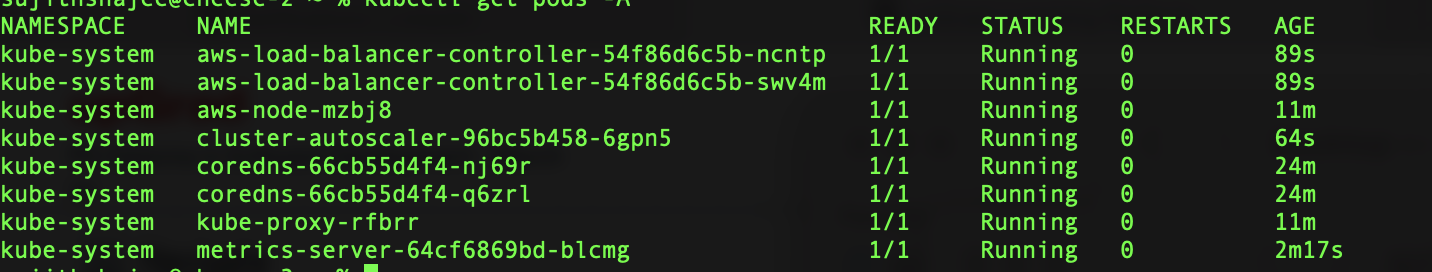 % kubectl get pods -A
NAMESPACE NAME READY STATUS RESTARTS AGE
kube-system aws-load-balancer-controller-54f86d6c5b-ncntp 1/1 Running 0 89s
kube-system aws-load-balancer-controller-54f86d6c5b-swv4m 1/1 Running 0 89s
kube-system aws-node-mzbj8 1/1 Running 0 11m
kube-system cluster-autoscaler-96bc5b458-6gpn5 1/1 Running 0 64s
kube-system coredns-66cb55d4f4-nj69r 1/1 Running 0 24m
kube-system coredns-66cb55d4f4-q6zrl 1/1 Running 0 24m
kube-system kube-proxy-rfbrr 1/1 Running 0 11m
kube-system metrics-server-64cf6869bd-blcmg 1/1 Running 0 2m17s
%